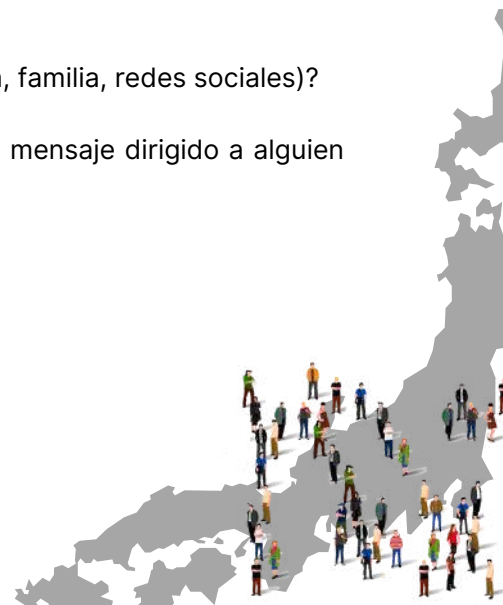 , familia, redes sociales)?
mensaje dirigido a alguien